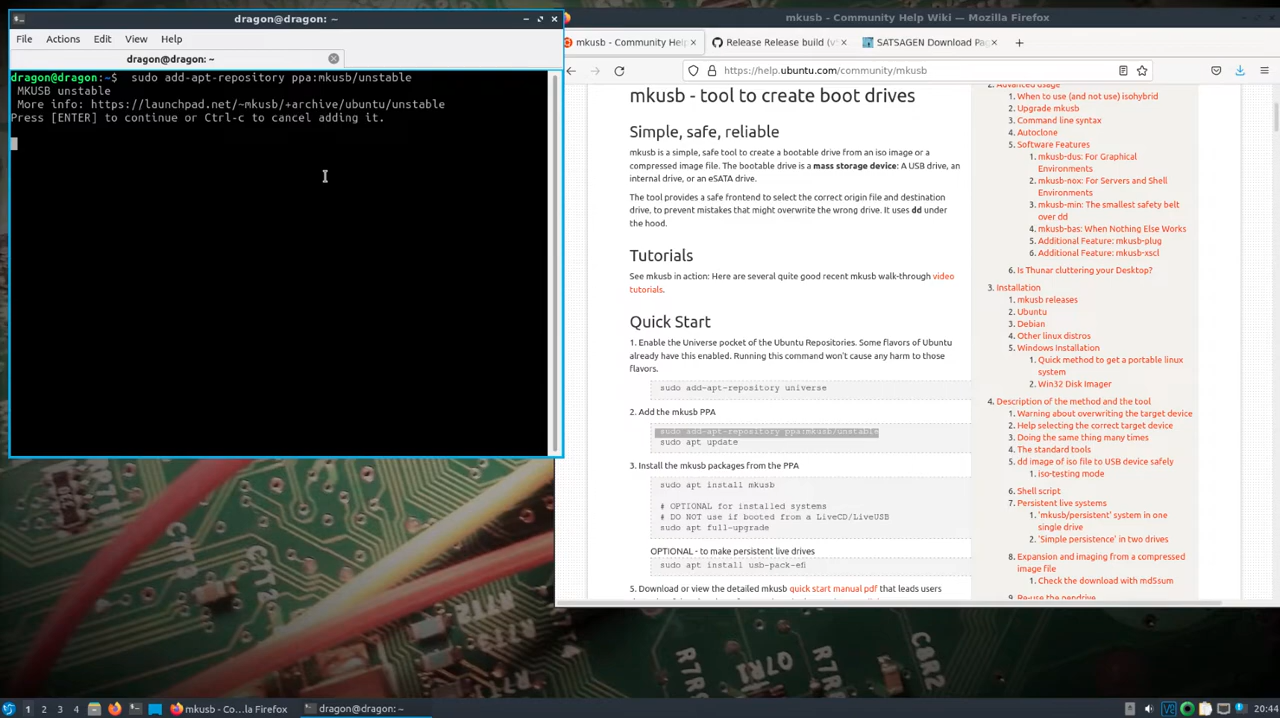 dragon@dragon: ~
File Actions Edit View Help
dragon@dragon: ~
dragon@dragon:~$ sudo add-apt-repository ppa:mkusb/unstable
MKUSB unstable
More info: https://launchpad.net/~mkusb/+archive/ubuntu/unstable
Press [ENTER] to continue or Ctrl-c to cancel adding it.
mkusb - Community Help Wiki — Mozilla Firefox
mkusb - Community Help
Release Release build (v
SATSAGEN Download Pag
https://help.ubuntu.com/community/mkusb
mkusb - tool to create boot drives
Simple, safe, reliable
mkusb is a simple, safe tool to create a bootable drive from an iso image or a
compressed image file. The bootable drive is a mass storage device: A USB drive, an
internal drive, or an eSATA drive.
The tool provides a safe frontend to select the correct origin file and destination
drive, to prevent mistakes that might overwrite the wrong drive. It uses dd under
the hood.
Tutorials
See mkusb in action: Here are several quite good recent mkusb walk-through video
tutorials.
Quick Start
1. Enable the Universe pocket of the Ubuntu Repositories. Some flavors of Ubuntu
already have this enabled. Running this command won't cause any harm to those
flavors.
sudo add-apt-repository universe
2. Add the mkusb PPA
sudo add-apt-repository ppa:mkusb/unstable
sudo apt update
3. Install the mkusb packages from the PPA
sudo apt install mkusb
# OPTIONAL for installed systems
# DO NOT use if booted from a LiveCD/LiveUSB
sudo apt full-upgrade
OPTIONAL - to make persistent live drives
sudo apt install usb-pack-efi
5. Download or view the detailed mkusb quick start manual pdf that leads users
2. Advanced usage
1. When to use (and not use) isohybrid
2. Upgrade mkusb
3. Command line syntax
4. Autoclone
5. Software Features
1. mkusb-dus: For Graphical
Environments
2. mkusb-nox: For Servers and Shell
Environments
3. mkusb-min: The smallest safety belt
over dd
4. mkusb-bas: When Nothing Else Works
5. Additional Feature: mkusb-plug
6. Additional Feature: mkusb-xscl
6. Is Thunar cluttering your Desktop?
3. Installation
1. mkusb releases
2. Ubuntu
3. Debian
4. Other linux distros
5. Windows Installation
1. Quick method to get a portable linux
system
2. Win32 Disk Imager
4. Description of the method and the tool
1. Warning about overwriting the target device
2. Help selecting the correct target device
3. Doing the same thing many times
4. The standard tools
5. dd image of iso file to USB device safely
1. iso-testing mode
6. Shell script
7. Persistent live systems
1. 'mkusb/persistent' system in one
single drive
2. 'Simple persistence' in two drives
8. Expansion and imaging from a compressed
image file
1. Check the download with md5sum
9. Re-use the pendrive
1 2 3 4
mkusb - Co…la Firefox
dragon@dragon: ~
20:44
R7R
C8R2